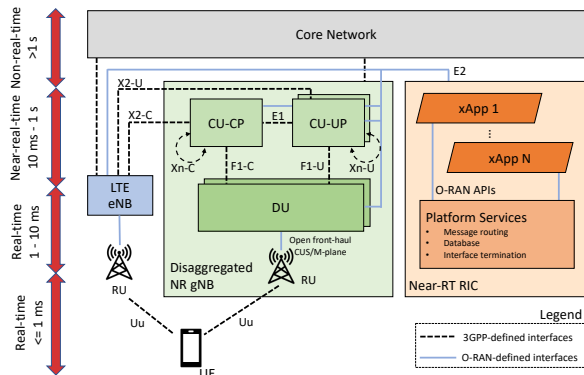 Non-real-time
>1 s
Near-real-time
10 ms - 1 s
Real-time
1 - 10 ms
Real-time
<= 1 ms
Core Network
X2-U
X2-C
E2
CU-CP
E1
CU-UP
Xn-C
Xn-U
F1-C
F1-U
LTE
eNB
DU
Open front-haul
CUS/M-plane
Disaggregated
NR gNB
RU
RU
Uu
Uu
UE
xApp 1
⋮
xApp N
O-RAN APIs
Platform Services
• Message routing
• Database
• Interface termination
Near-RT RIC
Legend
3GPP-defined interfaces
O-RAN-defined interfaces